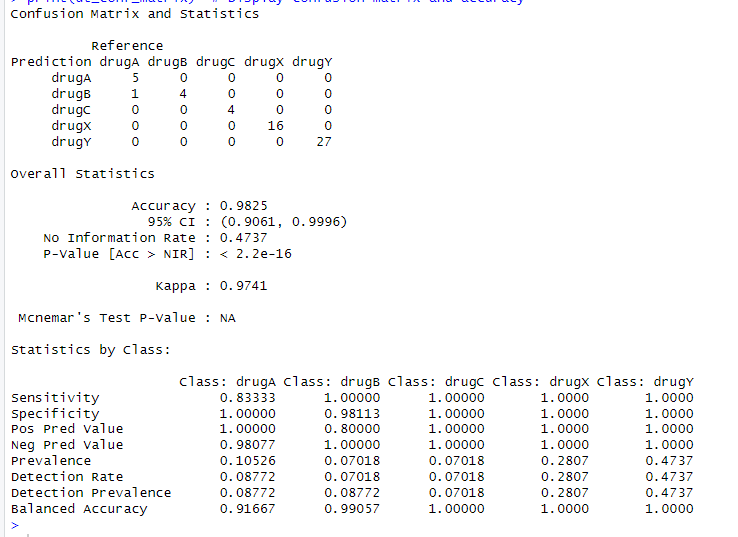 > print(dt_conf_matrix)  # Display confusion matrix and accuracy
Confusion Matrix and Statistics
Reference
Prediction drugA drugB drugC drugX drugY
drugA 5 0 0 0 0
drugB 1 4 0 0 0
drugC 0 0 4 0 0
drugX 0 0 0 16 0
drugY 0 0 0 0 27
Overall Statistics
Accuracy : 0.9825
95% CI : (0.9061, 0.9996)
No Information Rate : 0.4737
P-Value [Acc > NIR] : < 2.2e-16
Kappa : 0.9741
Mcnemar's Test P-Value : NA
Statistics by Class:
Class: drugA Class: drugB Class: drugC Class: drugX Class: drugY
Sensitivity 0.83333 1.00000 1.00000 1.0000 1.0000
Specificity 1.00000 0.98113 1.00000 1.0000 1.0000
Pos Pred Value 1.00000 0.80000 1.00000 1.0000 1.0000
Neg Pred Value 0.98077 1.00000 1.00000 1.0000 1.0000
Prevalence 0.10526 0.07018 0.07018 0.2807 0.4737
Detection Rate 0.08772 0.07018 0.07018 0.2807 0.4737
Detection Prevalence 0.08772 0.08772 0.07018 0.2807 0.4737
Balanced Accuracy 0.91667 0.99057 1.00000 1.0000 1.0000
>